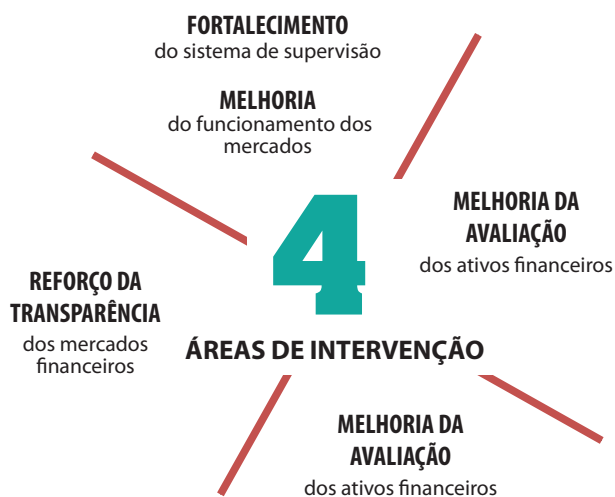 FORTALECIMENTO
do sistema de supervisão
MELHORIA
do funcionamento dos
mercados
MELHORIA DA
AVALIAÇÃO
dos ativos financeiros
4
ÁREAS DE INTERVENÇÃO
REFORÇO DA
TRANSPARÊNCIA
dos mercados
financeiros
MELHORIA DA
AVALIAÇÃO
dos ativos financeiros